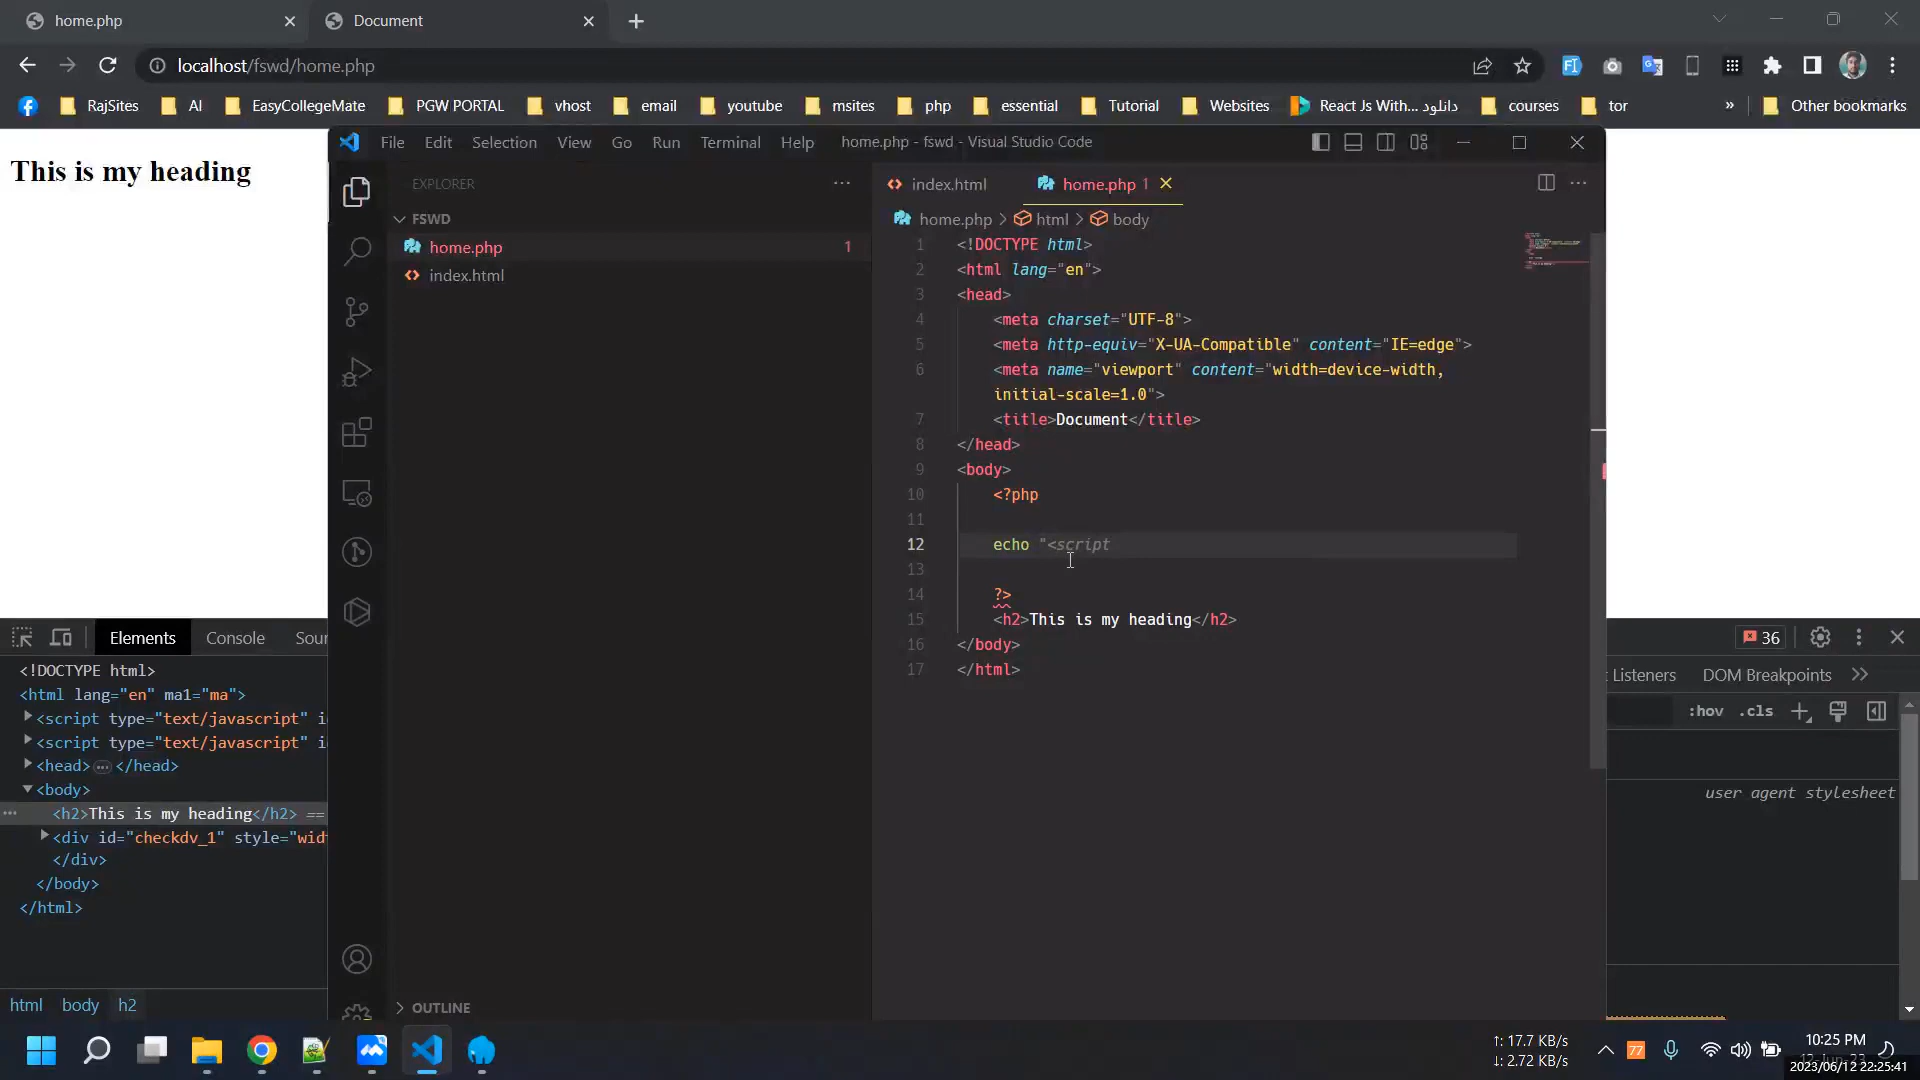 home.php
Document
localhost/fswd/home.php
RajSites AI EasyCollegeMate PGW PORTAL vhost email youtube msites php essential Tutorial Websites React Js With... دانلود courses tor » Other bookmarks
This is my heading
File Edit Selection View Go Run Terminal Help home.php - fswd - Visual Studio Code
EXPLORER
FSWD
home.php 1
index.html
OUTLINE
index.html home.php 1
home.php > html > body
1 <!DOCTYPE html>
2 <html lang="en">
3 <head>
4 <meta charset="UTF-8">
5 <meta http-equiv="X-UA-Compatible" content="IE=edge">
6 <meta name="viewport" content="width=device-width,
initial-scale=1.0">
7 <title>Document</title>
8 </head>
9 <body>
10 <?php
11
12 echo "<script
13
14 ?>
15 <h2>This is my heading</h2>
16 </body>
17 </html>
Elements Console Sour
<!DOCTYPE html>
<html lang="en" ma1="ma">
<script type="text/javascript" i
<script type="text/javascript" i
<head> </head>
<body>
<h2>This is my heading</h2> ==
<div id="checkdv_1" style="wid
</div>
</body>
</html>
html body h2
36
Listeners DOM Breakpoints
:hov .cls
user agent stylesheet
↑: 17.7 KB/s
↓: 2.72 KB/s
77
10:25 PM
2023/06/12 22:25:41